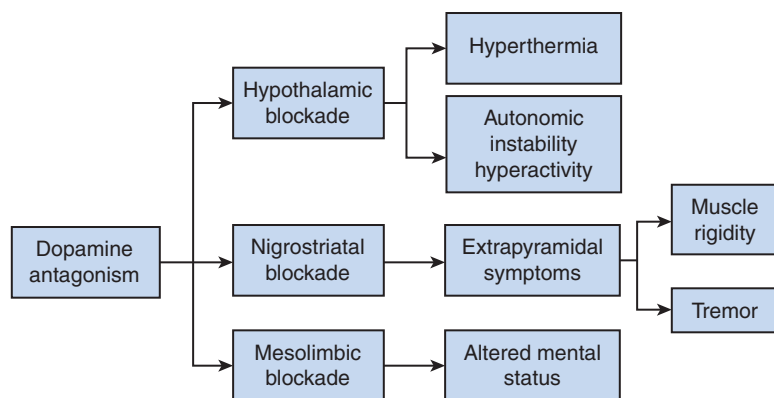 Hyperthermia
Hypothalamic
blockade
Autonomic
instability
hyperactivity
Muscle
rigidity
Dopamine
antagonism
Nigrostriatal
blockade
Extrapyramidal
symptoms
Tremor
Mesolimbic
blockade
Altered mental
status